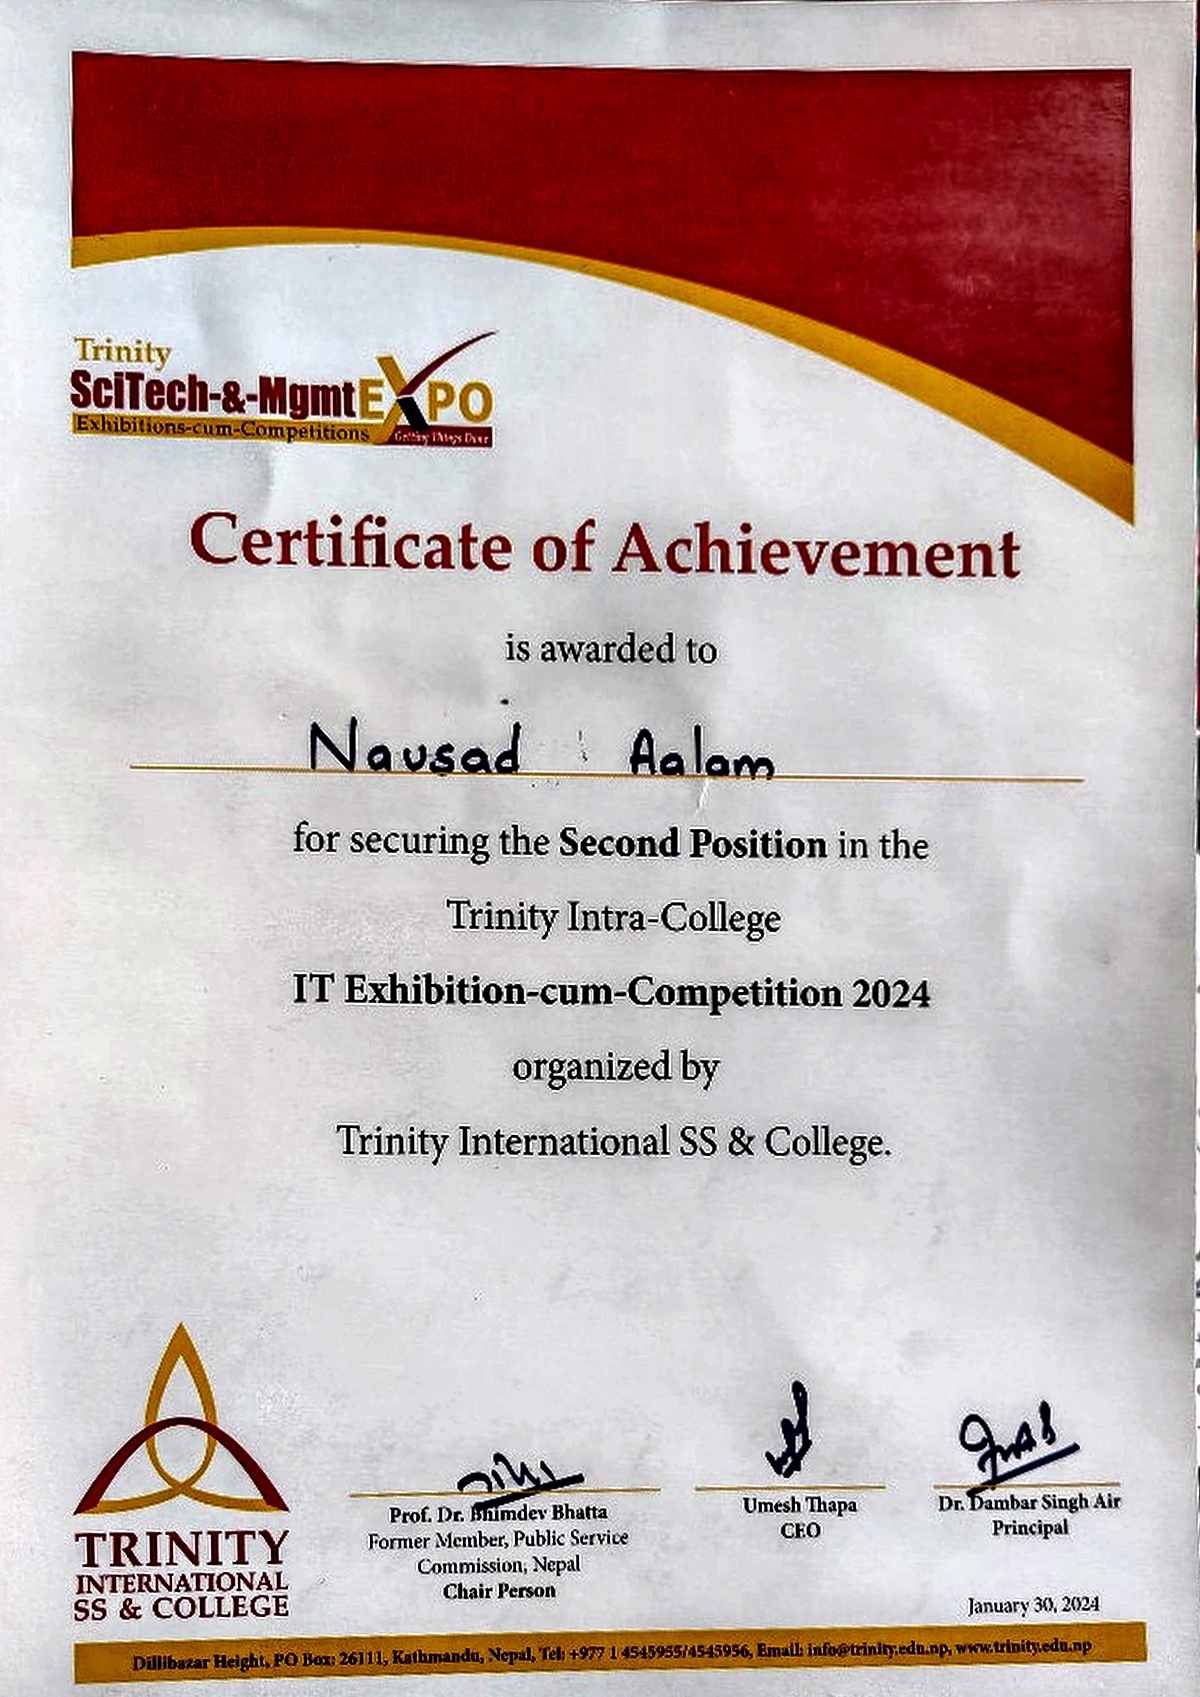 Trinity
SciTech-&-Mgmt EXPO
Exhibitions-cum-Competitions
Getting Things Done
Certificate of Achievement
is awarded to
Navsad Aalam
for securing the Second Position in the
Trinity Intra-College
IT Exhibition-cum-Competition 2024
organized by
Trinity International SS & College.
TRINITY
INTERNATIONAL
SS & COLLEGE
Prof. Dr. Bhimdev Bhatta
Former Member, Public Service
Commission, Nepal
Chair Person
Umesh Thapa
CEO
Dr. Dambar Singh Air
Principal
January 30, 2024
Dillibazar Height, PO Box: 26111, Kathmandu, Nepal, Tel: +977 1 4545955/4545956, Email: info@trinity.edu.np, www.trinity.edu.np